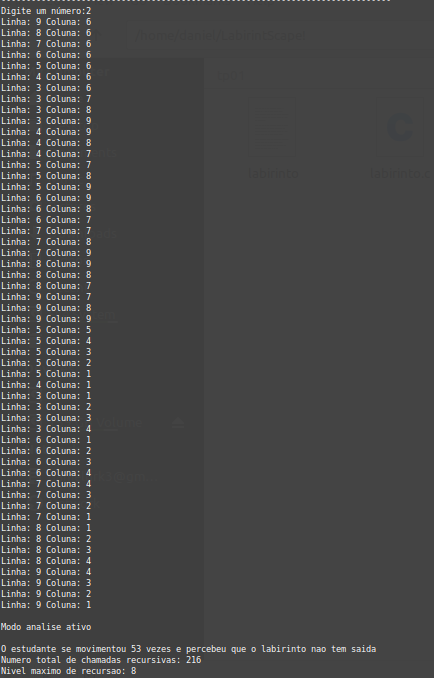 Digite um número:2
Linha: 9 Coluna: 6
Linha: 8 Coluna: 6
Linha: 7 Coluna: 6
Linha: 6 Coluna: 6
Linha: 5 Coluna: 6
Linha: 4 Coluna: 6
Linha: 3 Coluna: 6
Linha: 3 Coluna: 7
Linha: 3 Coluna: 8
Linha: 3 Coluna: 9
Linha: 4 Coluna: 9
Linha: 4 Coluna: 8
Linha: 4 Coluna: 7
Linha: 5 Coluna: 7
Linha: 5 Coluna: 8
Linha: 5 Coluna: 9
Linha: 6 Coluna: 9
Linha: 6 Coluna: 8
Linha: 6 Coluna: 7
Linha: 7 Coluna: 7
Linha: 7 Coluna: 8
Linha: 7 Coluna: 9
Linha: 8 Coluna: 9
Linha: 8 Coluna: 8
Linha: 8 Coluna: 7
Linha: 9 Coluna: 7
Linha: 9 Coluna: 8
Linha: 9 Coluna: 9
Linha: 5 Coluna: 5
Linha: 5 Coluna: 4
Linha: 5 Coluna: 3
Linha: 5 Coluna: 2
Linha: 5 Coluna: 1
Linha: 4 Coluna: 1
Linha: 3 Coluna: 1
Linha: 3 Coluna: 2
Linha: 3 Coluna: 3
Linha: 3 Coluna: 4
Linha: 6 Coluna: 1
Linha: 6 Coluna: 2
Linha: 6 Coluna: 3
Linha: 6 Coluna: 4
Linha: 7 Coluna: 4
Linha: 7 Coluna: 3
Linha: 7 Coluna: 2
Linha: 7 Coluna: 1
Linha: 8 Coluna: 1
Linha: 8 Coluna: 2
Linha: 8 Coluna: 3
Linha: 8 Coluna: 4
Linha: 9 Coluna: 4
Linha: 9 Coluna: 3
Linha: 9 Coluna: 2
Linha: 9 Coluna: 1
Modo analise ativo
O estudante se movimentou 53 vezes e percebeu que o labirinto nao tem saida
Numero total de chamadas recursivas: 216
Nivel maximo de recursao: 8